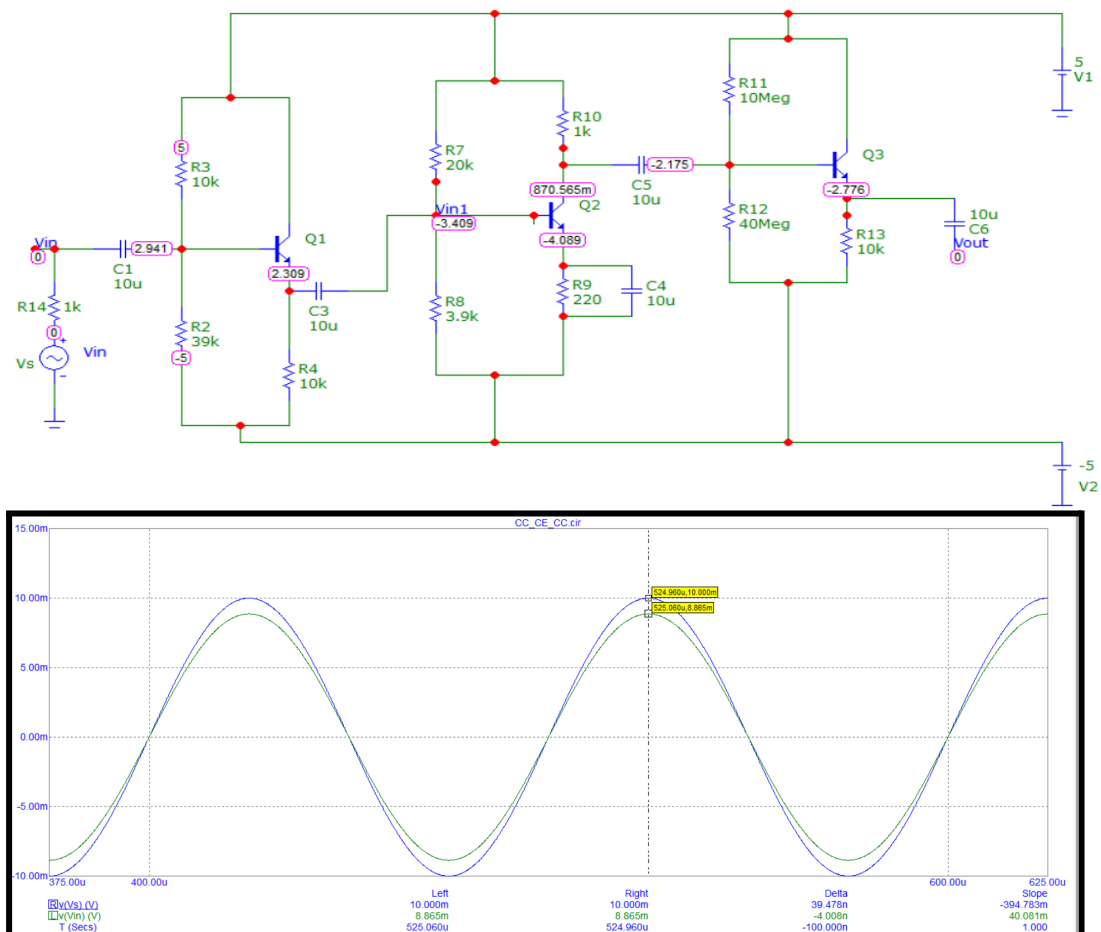 5
V1
R11
10Meg
R10
1k
R7
20k
5
R3
10k
Q3
-2.175
C5
10u
870.565m
Q2
-2.776
Vin1
-3.409
R12
40Meg
10u
C6
Vout
0
R13
10k
Q1
Vin
0
2.941
C1
10u
-4.089
2.309
C3
10u
R9
220
C4
10u
R8
3.9k
R14
1k
0
R2
39k
-5
Vs
Vin
R4
10k
-5
V2
CC_CE_CC.cir
15.00m
10.00m
5.00m
0.00m
-5.00m
-10.00m
524.960u,10.000m
525.060u,8.865m
375.00u 400.00u 600.00u 625.00u
Left Right Delta Slope
R v(Vs) (V) 10.000m 10.000m 39.478n -394.783m
L v(Vin) (V) 8.865m 8.865m -4.008n 40.081m
T (Secs) 525.060u 524.960u -100.000n 1.000